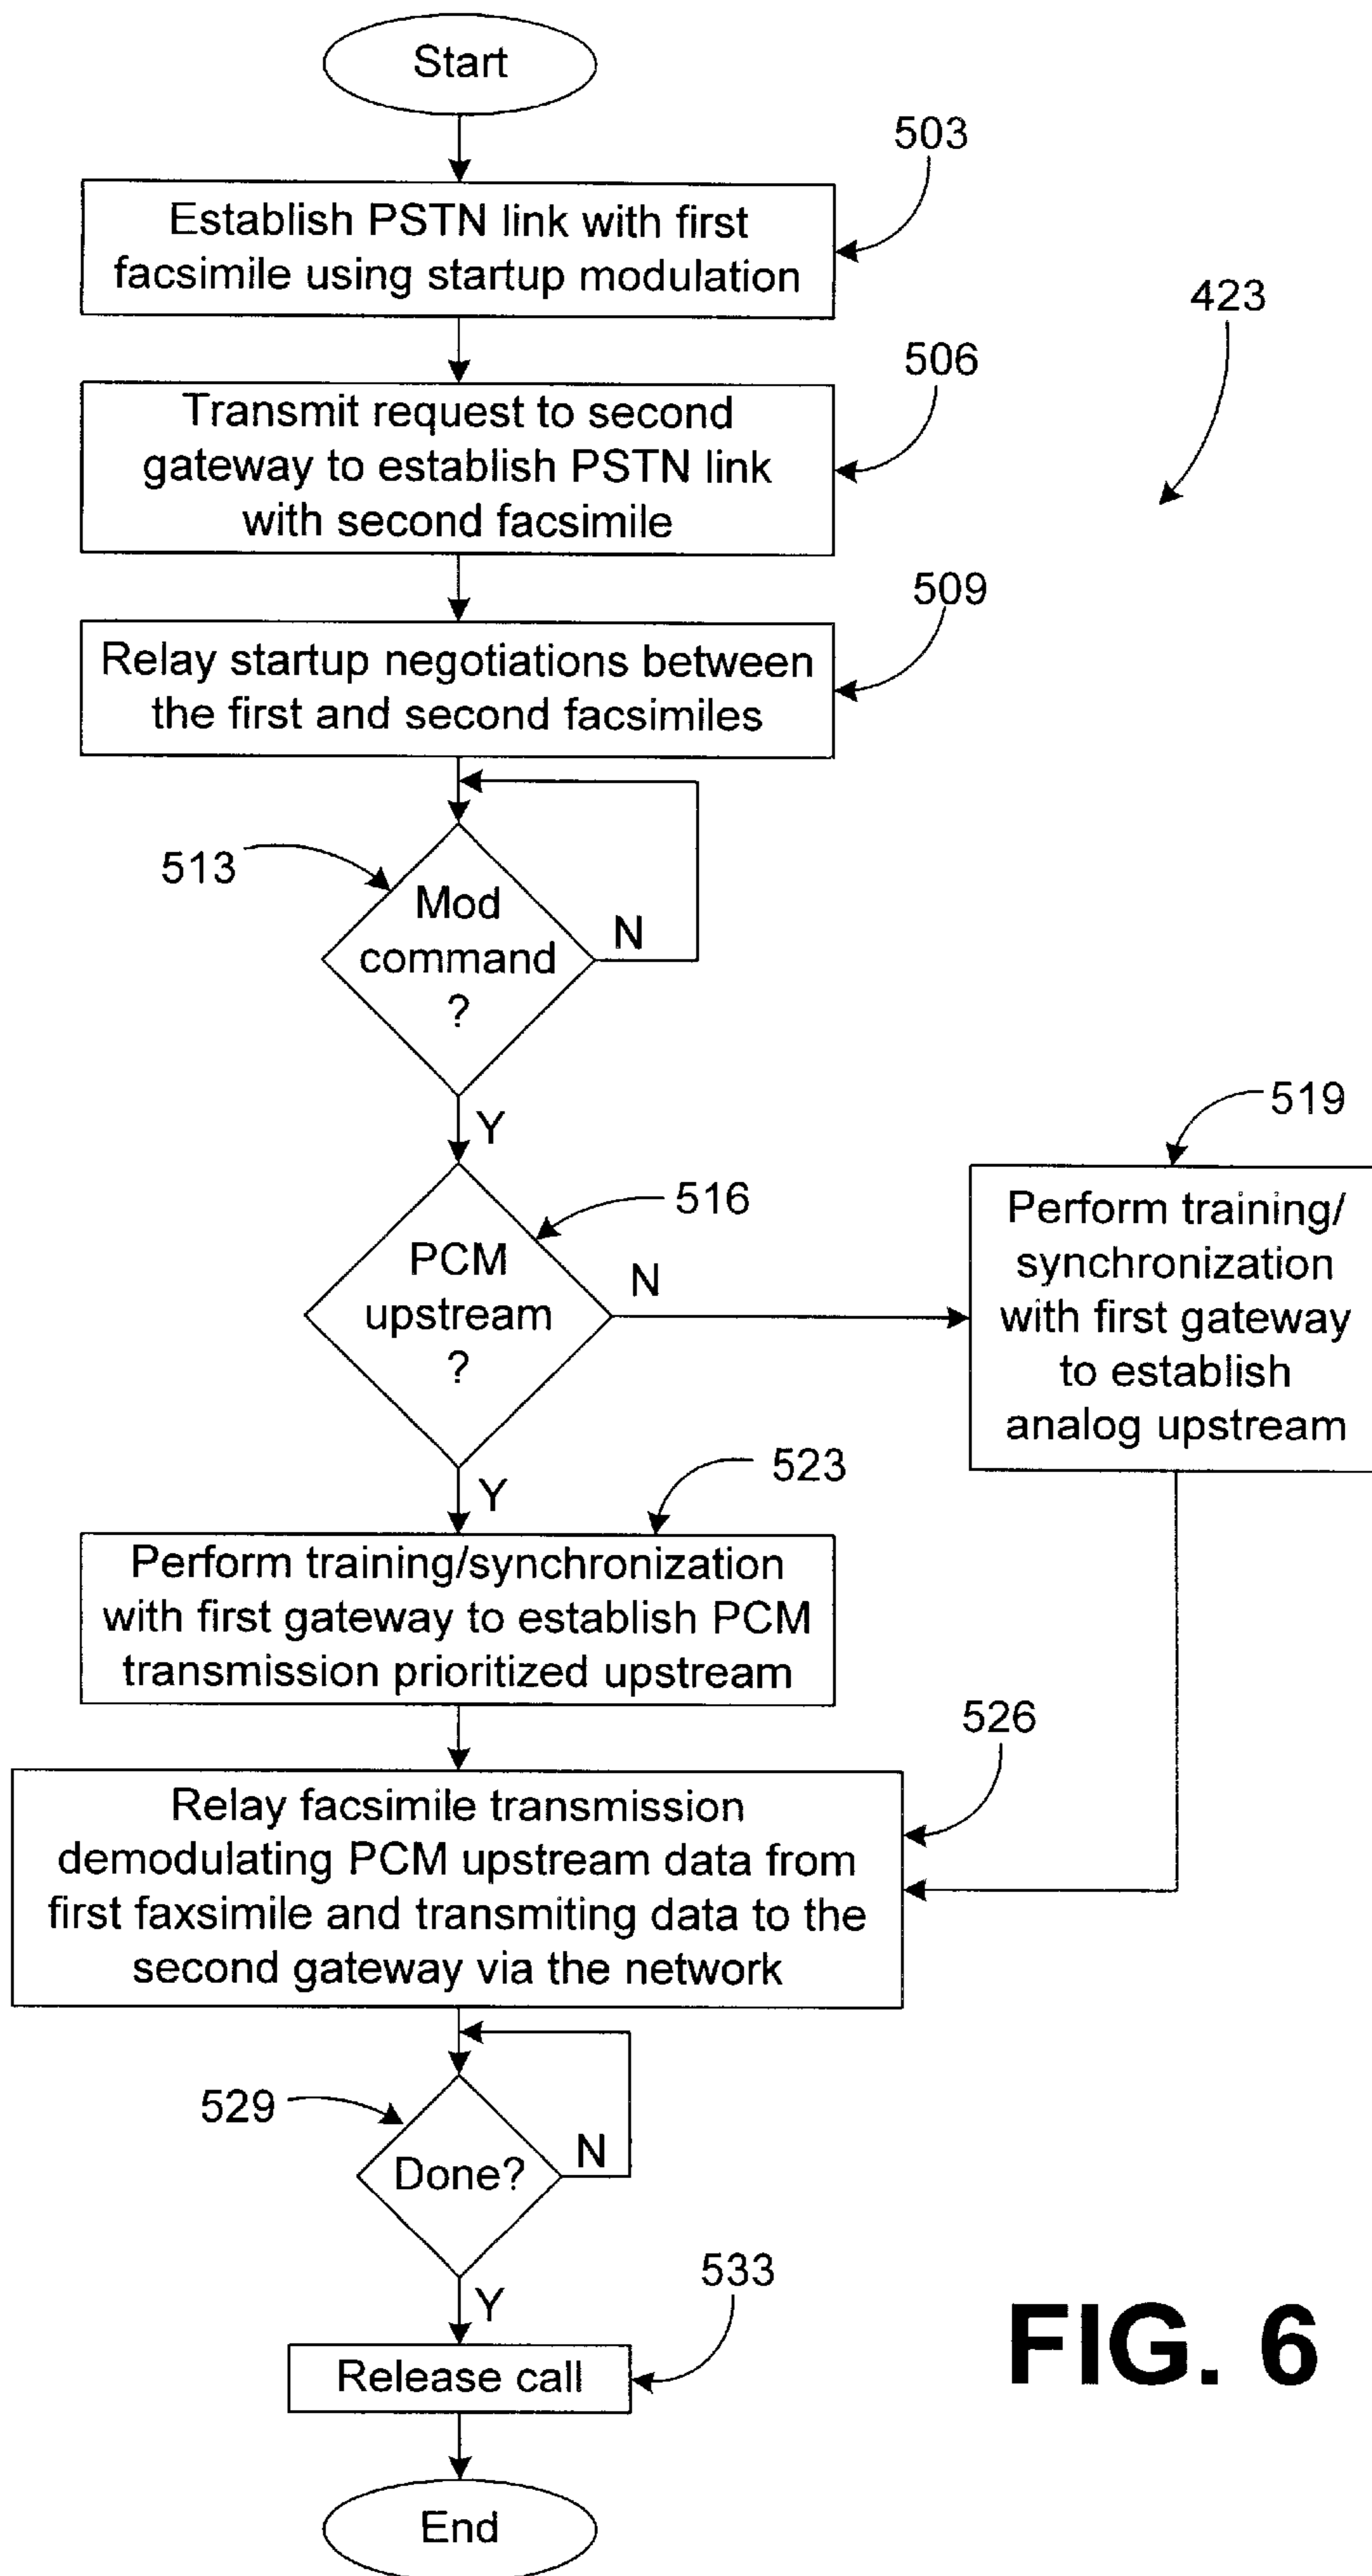 Start
503
Establish PSTN link with first
facsimile using startup modulation
423
506
Transmit request to second
gateway to establish PSTN link
with second facsimile
509
Relay startup negotiations between
the first and second facsimiles
513
Mod
command
?
N
Y
519
516
PCM
upstream
?
N
Perform training/
synchronization
with first gateway
to establish
analog upstream
Y
523
Perform training/synchronization
with first gateway to establish PCM
transmission prioritized upstream
526
Relay facsimile transmission
demodulating PCM upstream data from
first faxsimile and transmiting data to the
second gateway via the network
529
Done?
N
Y
533
Release call
FIG. 6
End